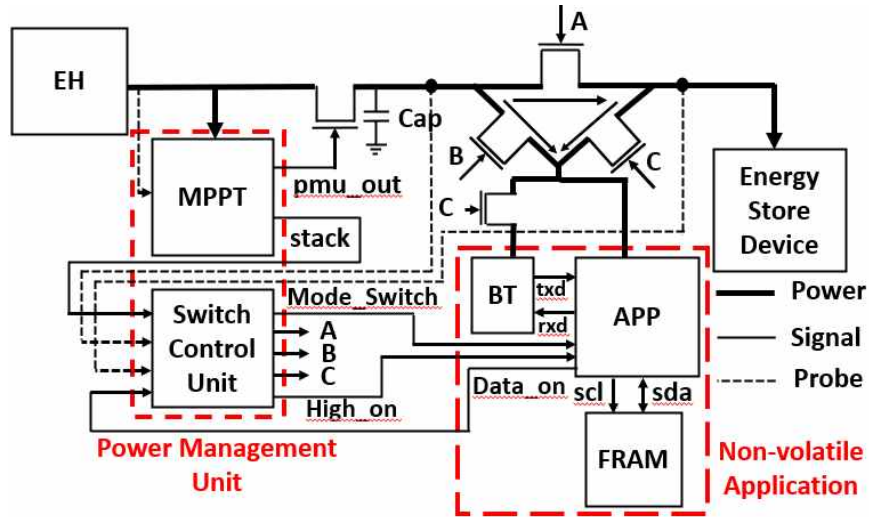 A
EH
Cap
B
C
MPPT
pmu_out
C
Energy
Store
Device
stack
BT
txd
rxd
APP
Power
Mode_Switch
Switch
Control
Unit
A
B
C
Signal
Probe
High_on
Data_on
scl
sda
Power Management
Unit
FRAM
Non-volatile
Application